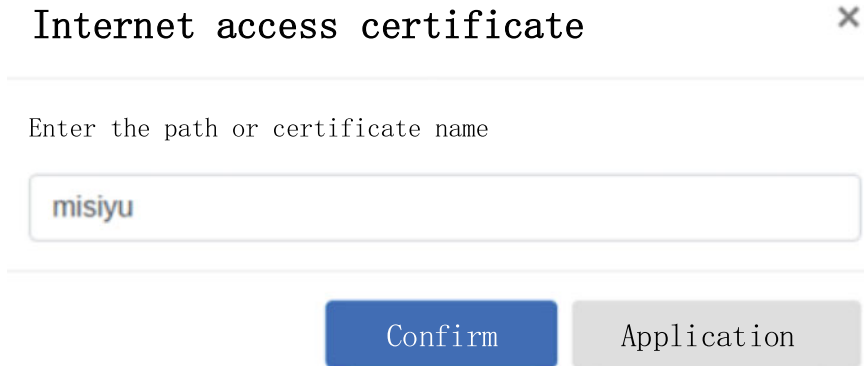 Internet access certificate ×
Enter the path or certificate name
misiyu
Confirm Application